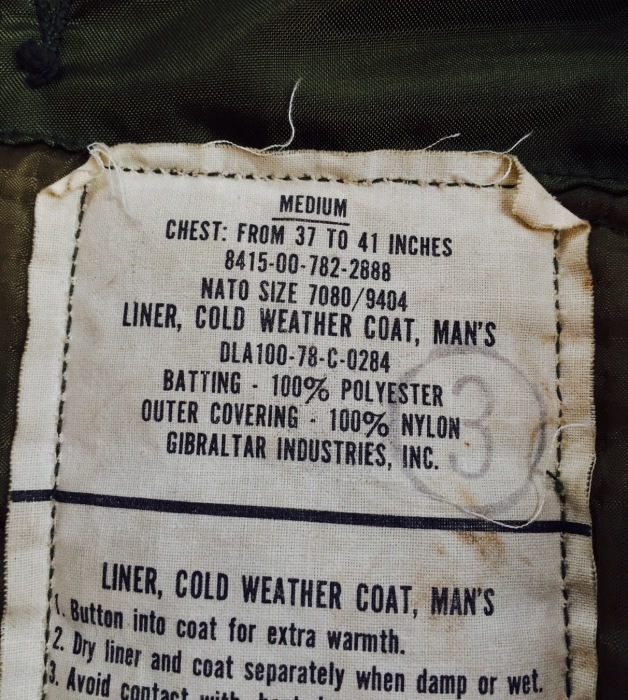 MEDIUM
CHEST: FROM 37 TO 41 INCHES
8415-00-782-2888
NATO SIZE 7080/9404
LINER, COLD WEATHER COAT, MAN'S
DLA100-78-C-0284
BATTING - 100% POLYESTER
OUTER COVERING - 100% NYLON
GIBRALTAR INDUSTRIES, INC.
3
LINER, COLD WEATHER COAT, MAN'S
1. Button into coat for extra warmth.
2. Dry liner and coat separately when damp or wet.
3. Avoid contact with